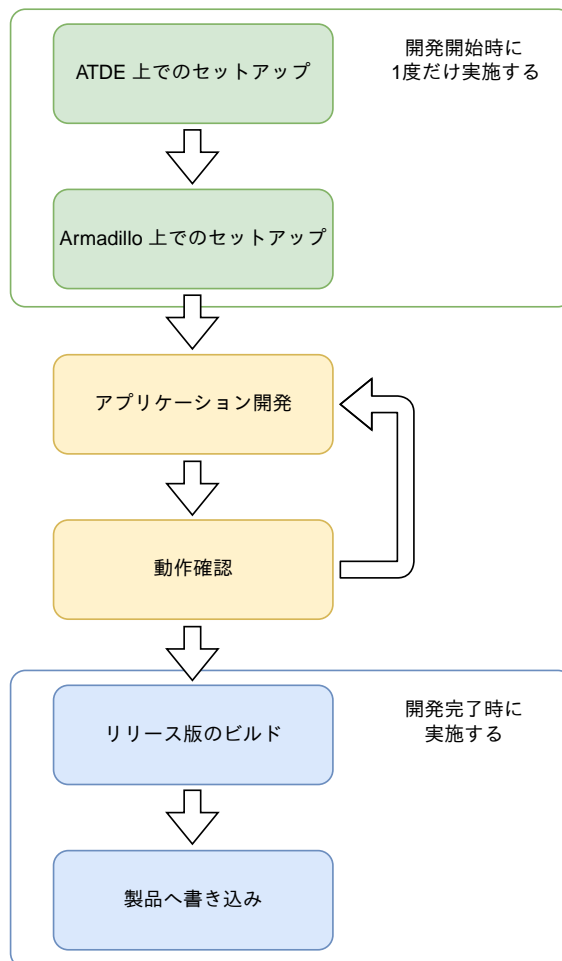 ATDE 上でのセットアップ
開発開始時に
1度だけ実施する
Armadillo 上でのセットアップ
アプリケーション開発
動作確認
リリース版のビルド
開発完了時に
実施する
製品へ書き込み